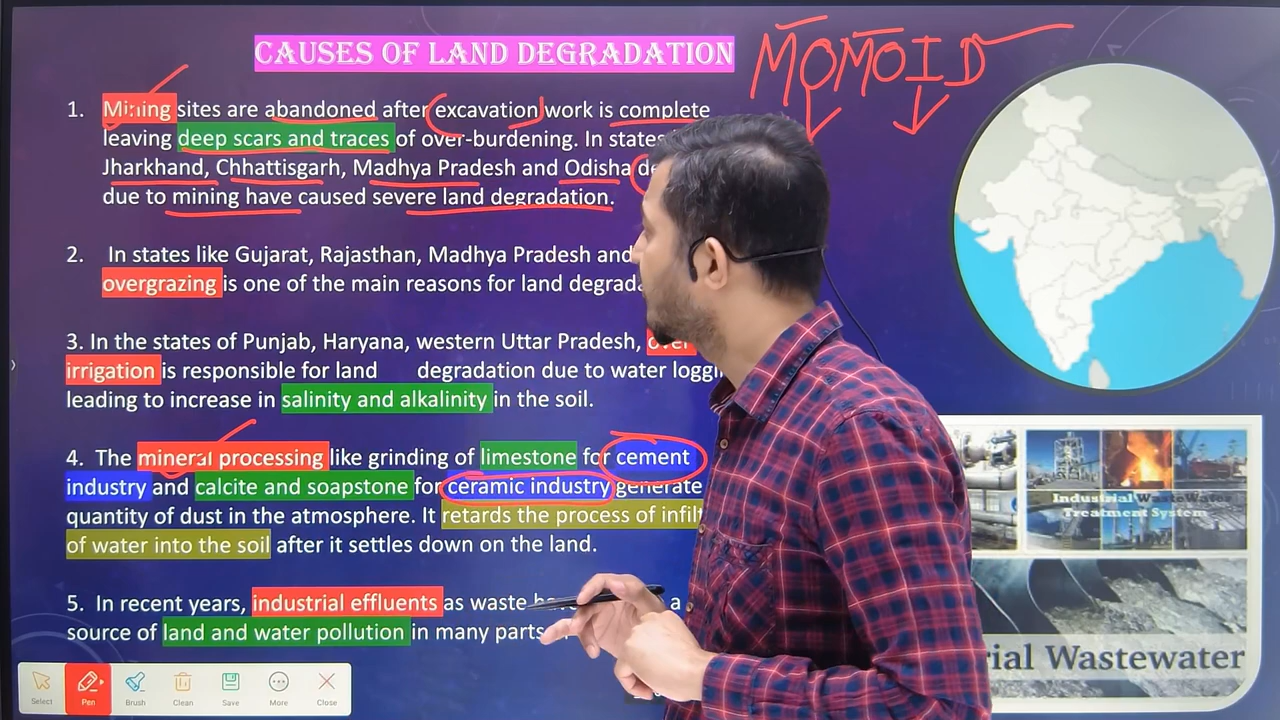 CAUSES OF LAND DEGRADATION
MOMOID
1. Mining sites are abandoned after excavation work is complete
leaving deep scars and traces of over-burdening. In states
Jharkhand, Chhattisgarh, Madhya Pradesh and Odisha
due to mining have caused severe land degradation.
2. In states like Gujarat, Rajasthan, Madhya Pradesh and
overgrazing is one of the main reasons for land
3. In the states of Punjab, Haryana, western Uttar Pradesh, over
irrigation is responsible for land degradation due to water
leading to increase in salinity and alkalinity in the soil.
4. The mineral processing like grinding of limestone for cement
industry and calcite and soapstone for ceramic industry generate
quantity of dust in the atmosphere. It retards the process of
of water into the soil after it settles down on the land.
5. In recent years, industrial effluents as waste a
source of land and water pollution in many parts
Industrial WasteWater
Treatment System
Wastewater
Select Pen Brush Clean Save More Close